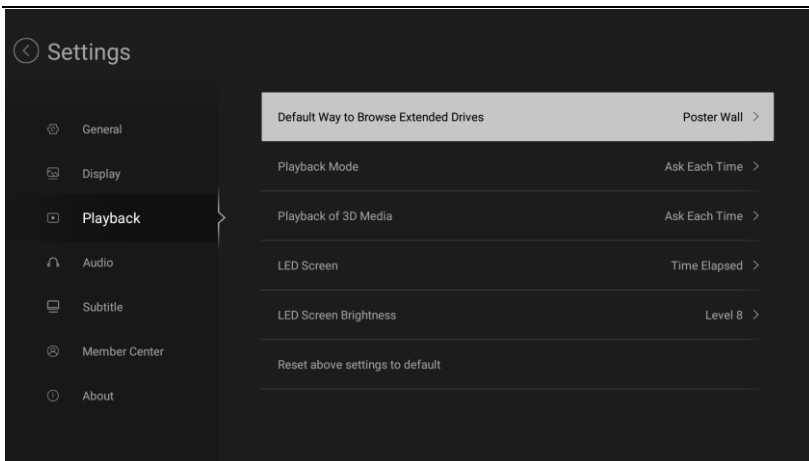 Settings
General
Display
Playback
Audio
Subtitle
Member Center
About
Default Way to Browse Extended Drives Poster Wall
Playback Mode Ask Each Time
Playback of 3D Media Ask Each Time
LED Screen Time Elapsed
LED Screen Brightness Level 8
Reset above settings to default